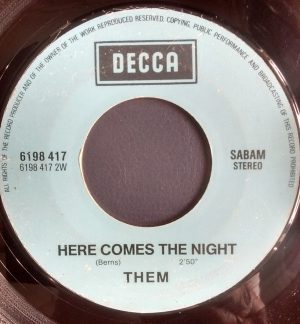 ALL RIGHTS OF THE RECORD PRODUCER AND OF THE OWNER OF THE WORK REPRODUCED RESERVED. COPYING, PUBLIC PERFORMANCE AND BROADCASTING OF THIS RECORD PROHIBITED
DECCA
6198 417
6198 417 2W
SABAM
STEREO
HERE COMES THE NIGHT
(Berns) 2'50"
THEM